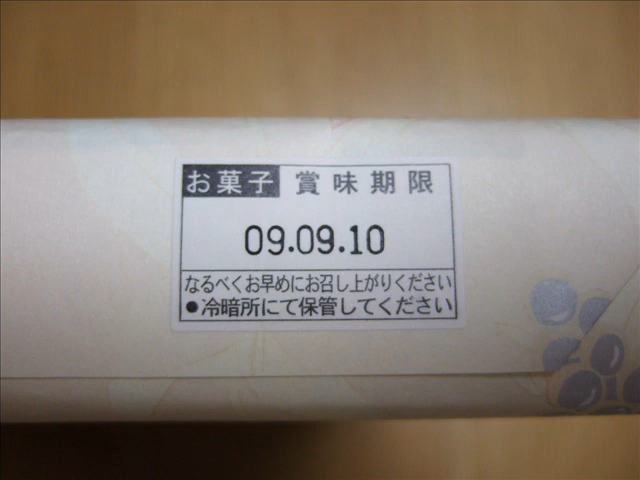 お菓子 賞味期限
09.09.10
なるべくお早めにお召し上がりください
●冷暗所にて保管してください